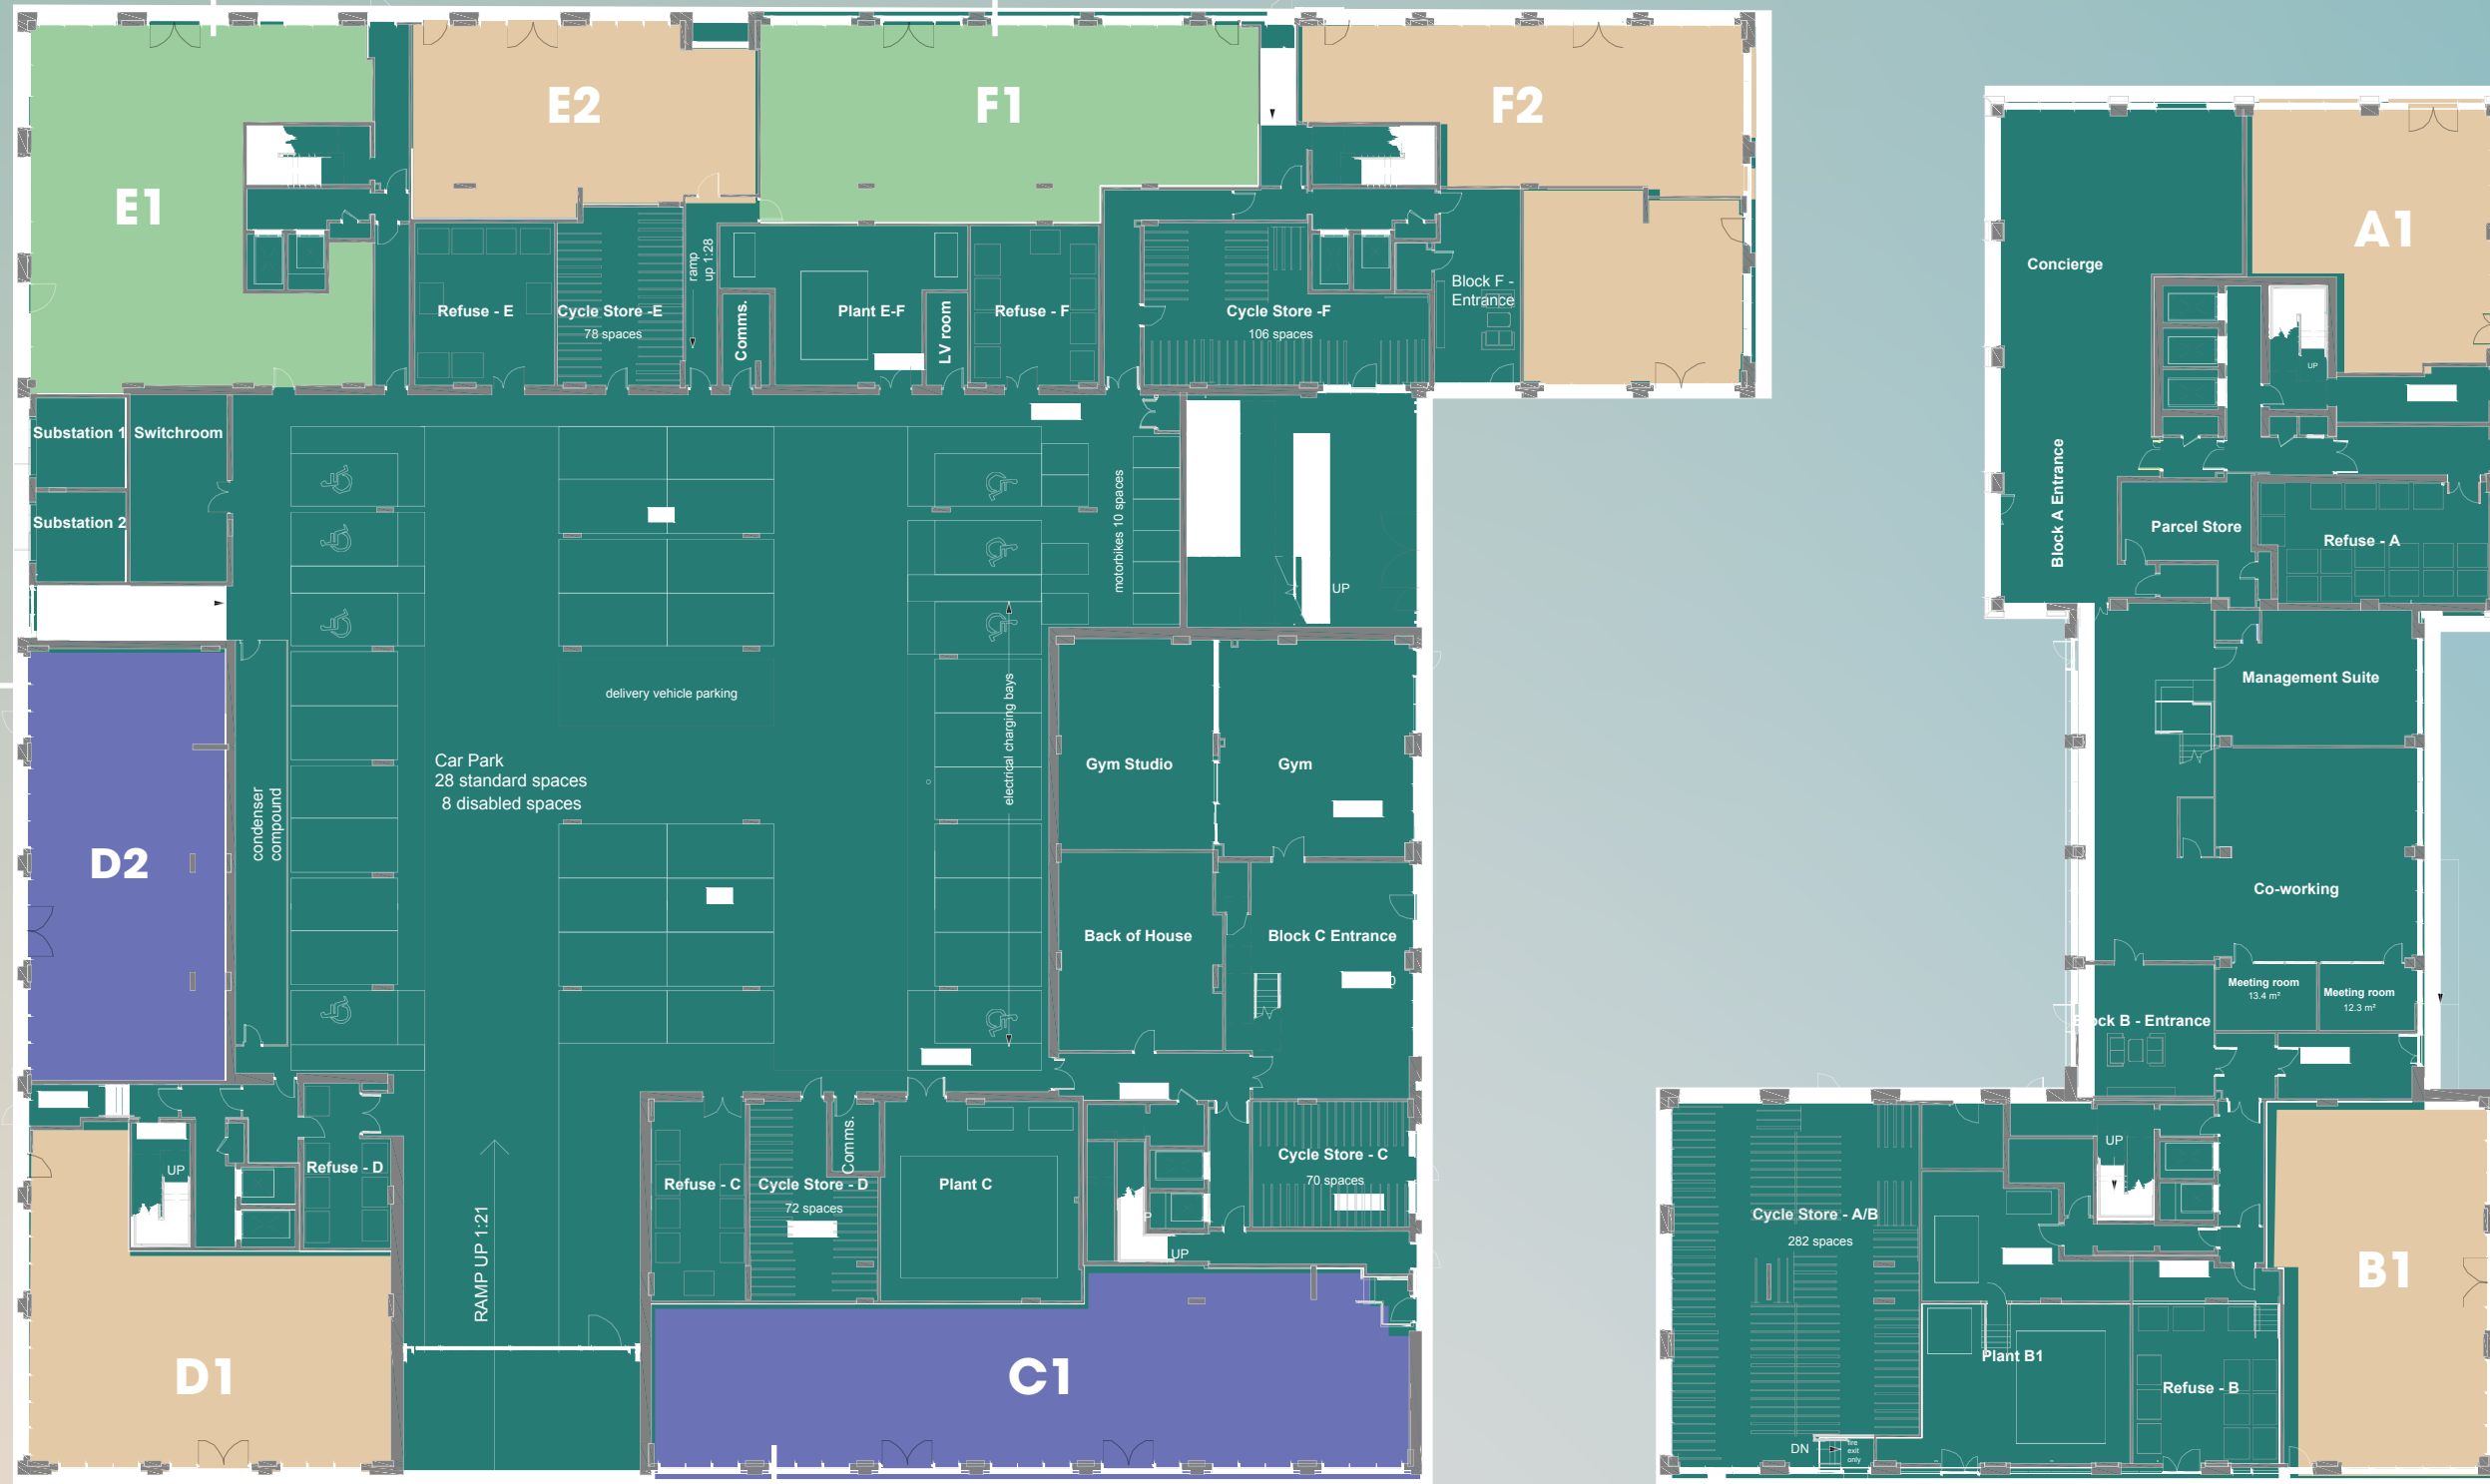 E1
E2
F1
F2
A1
Concierge
Refuse - E
Cycle Store -E
78 spaces
ramp
up 1:28
Comms.
Plant E-F
LV room
Refuse - F
Cycle Store -F
106 spaces
Block F -
Entrance
UP
Substation 1
Switchroom
Substation 2
motorbikes 10 spaces
UP
Block A Entrance
Parcel Store
Refuse - A
delivery vehicle parking
electrical charging bays
Car Park
28 standard spaces
8 disabled spaces
condenser
compound
D2
Gym Studio
Gym
Management Suite
Back of House
Block C Entrance
Co-working
Meeting room
13.4 m²
Meeting room
12.3 m²
Block B - Entrance
UP
Refuse - D
RAMP UP 1:21
Refuse - C
Cycle Store - D
72 spaces
Comms.
Plant C
Cycle Store - C
70 spaces
UP
UP
Cycle Store - A/B
282 spaces
B1
D1
C1
Plant B1
Refuse - B
DN
fire
exit
only